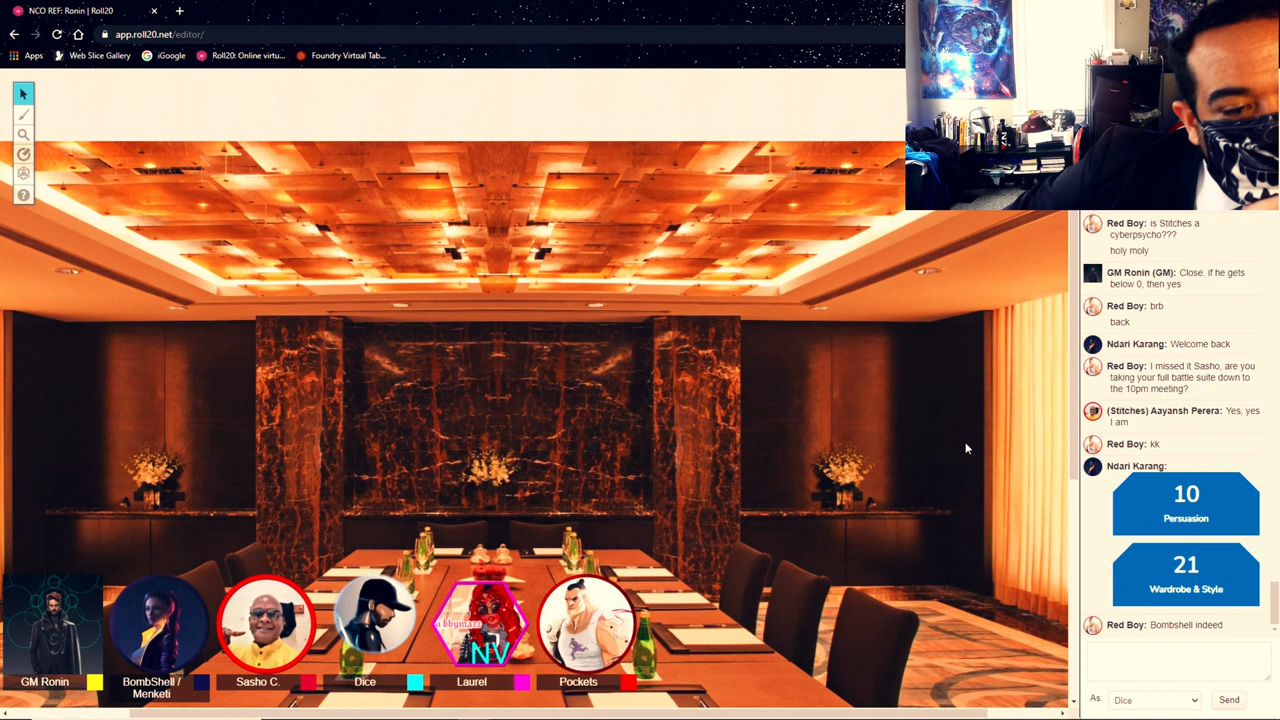 NCO REF: Ronin | Roll20
app.roll20.net/editor/
Apps
Web Slice Gallery
iGoogle
Roll20: Online virtu...
Foundry Virtual Tab...
Red Boy: is Stitches a
cyberpsycho???
holy moly
GM Ronin (GM): Close. if he gets
below 0, then yes
Red Boy: brb
back
Ndari Karang: Welcome back
Red Boy: I missed it Sasho, are you
taking your full battle suite down to
the 10pm meeting?
(Stitches) Aayansh Perera: Yes, yes
I am
Red Boy: kk
Ndari Karang:
10
Persuasion
21
Wardrobe & Style
Red Boy: Bombshell indeed
NV
GM Ronin
BombShell /
Menketi
Sasho C.
Dice
Laurel
Pockets
As:
Dice
Send